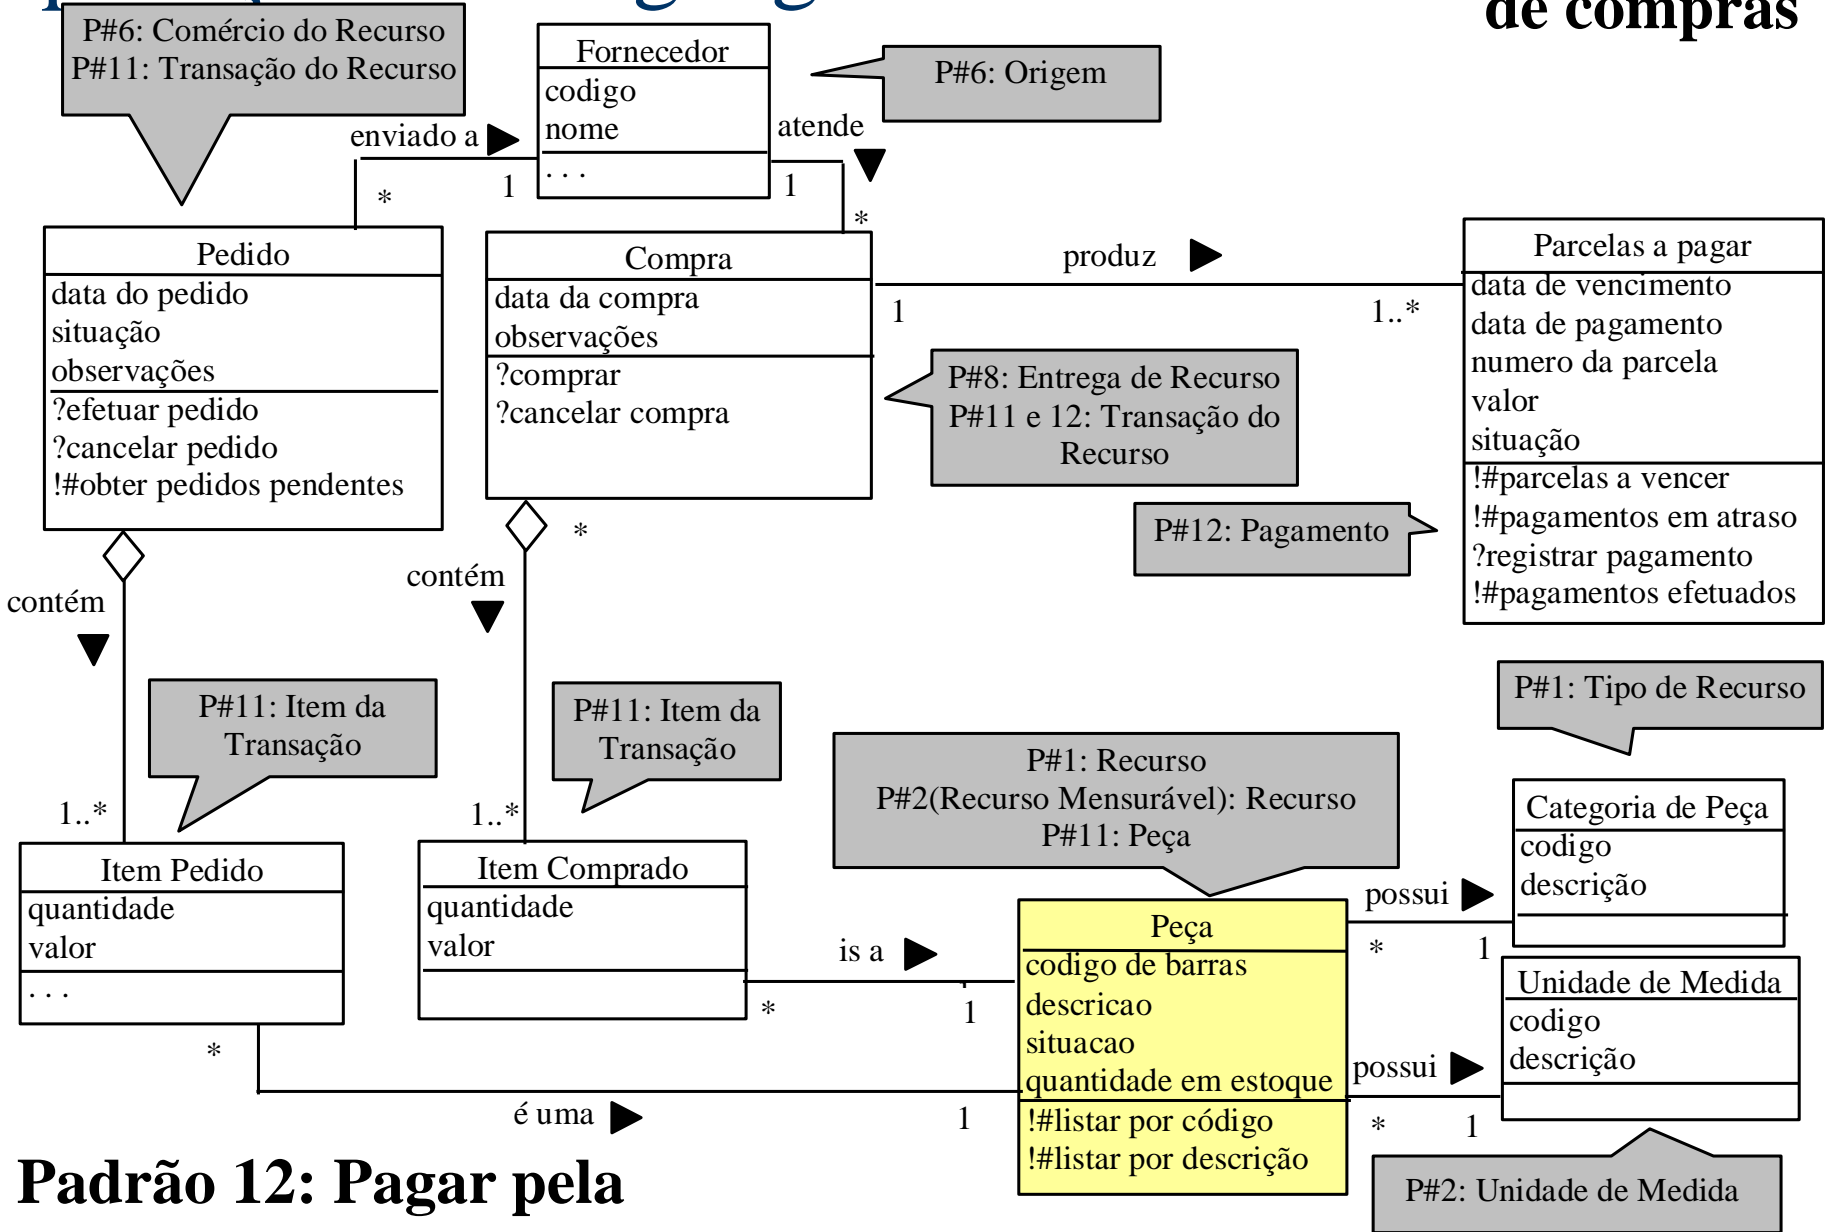 de compras
P#6: Comércio do Recurso
P#11: Transação do Recurso
Fornecedor
codigo
nome
. . .
P#6: Origem
enviado a
*
1
atende
1
*
Pedido
data do pedido
situação
observações
?efetuar pedido
?cancelar pedido
!#obter pedidos pendentes
Compra
data da compra
observações
?comprar
?cancelar compra
produz
1
1..*
Parcelas a pagar
data de vencimento
data de pagamento
numero da parcela
valor
situação
!#parcelas a vencer
!#pagamentos em atraso
?registrar pagamento
!#pagamentos efetuados
P#8: Entrega de Recurso
P#11 e 12: Transação do
Recurso
P#12: Pagamento
contém
1..*
*
contém
1..*
P#11: Item da
Transação
P#11: Item da
Transação
P#1: Recurso
P#2(Recurso Mensurável): Recurso
P#11: Peça
P#1: Tipo de Recurso
Item Pedido
quantidade
valor
. . .
Item Comprado
quantidade
valor
is a
*
1
Peça
codigo de barras
descricao
situacao
quantidade em estoque
!#listar por código
!#listar por descrição
possui
*
1
Categoria de Peça
codigo
descrição
possui
*
1
Unidade de Medida
codigo
descrição
*
é uma
1
P#2: Unidade de Medida
Padrão 12: Pagar pela